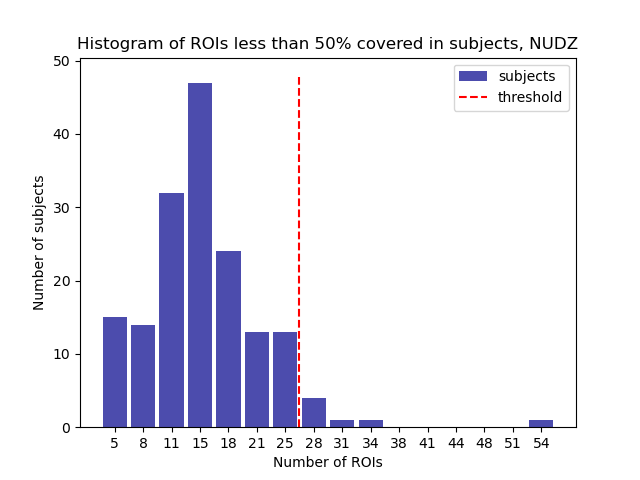 Histogram of ROIs less than 50% covered in subjects, NUDZ
subjects
threshold
Number of subjects
50
40
30
20
10
0
5 8 11 15 18 21 25 28 31 34 38 41 44 48 51 54
Number of ROIs